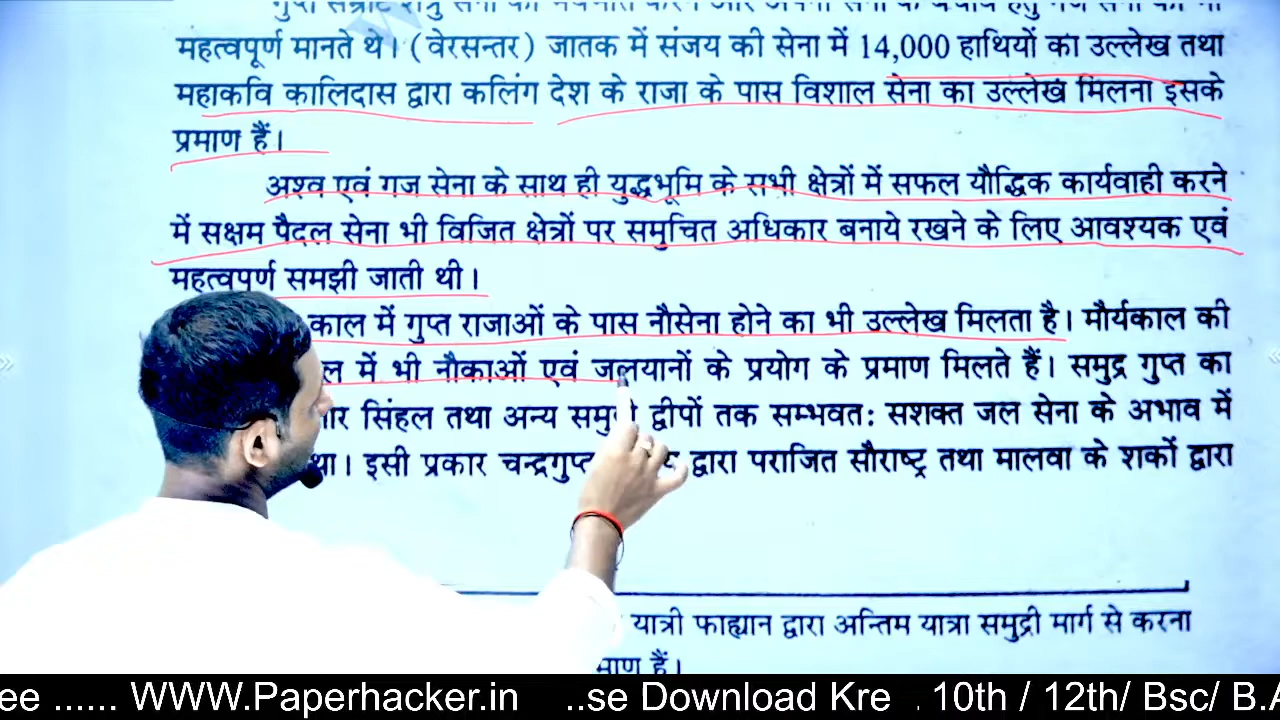 महत्वपूर्ण मानते थे। (वेरसन्तर) जातक में संजय की सेना में 14,000 हाथियों का उल्लेख तथा
महाकवि कालिदास द्वारा कलिंग देश के राजा के पास विशाल सेना का उल्लेख मिलना इसके
प्रमाण हैं।
अश्व एवं गज सेना के साथ ही युद्धभूमि के सभी क्षेत्रों में सफल यौद्धिक कार्यवाही करने
में सक्षम पैदल सेना भी विजित क्षेत्रों पर समुचित अधिकार बनाये रखने के लिए आवश्यक एवं
महत्वपूर्ण समझी जाती थी।
काल में गुप्त राजाओं के पास नौसेना होने का भी उल्लेख मिलता है। मौर्यकाल की
में भी नौकाओं एवं जलयानों के प्रयोग के प्रमाण मिलते हैं। समुद्र गुप्त का
सिंहल तथा अन्य द्वीपों तक सम्भवत: सशक्त जल सेना के अभाव में
था। इसी प्रकार चन्द्रगुप्त द्वारा पराजित सौराष्ट्र तथा मालवा के शकों द्वारा
यात्री फाह्यान द्वारा अन्तिम यात्रा समुद्री मार्ग से करना
हैं।
ee ...... WWW.Paperhacker.in ..se Download Kre . 10th / 12th/ Bsc/ B.A